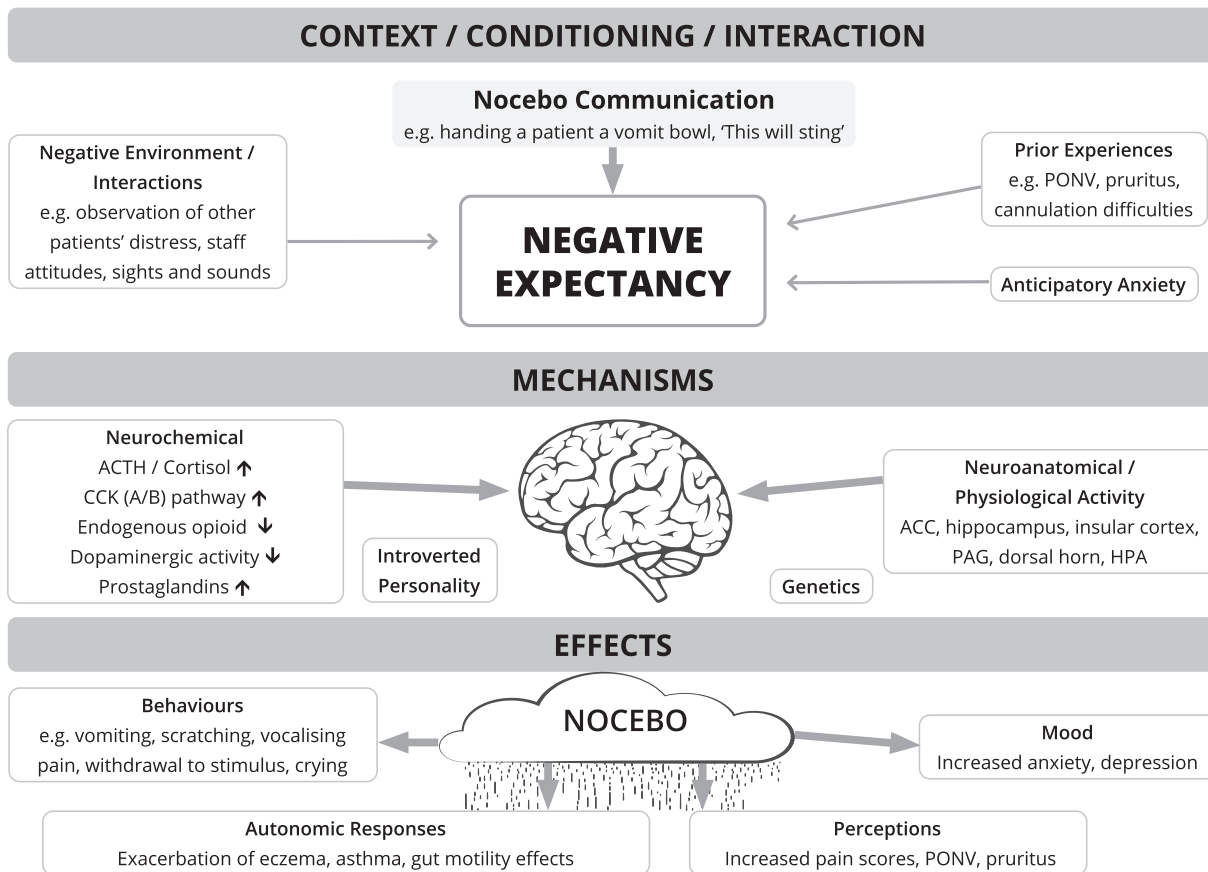 CONTEXT / CONDITIONING / INTERACTION
Nocebo Communication
e.g. handing a patient a vomit bowl, ‘This will sting’
Negative Environment /
Interactions
e.g. observation of other
patients’ distress, staff
attitudes, sights and sounds
NEGATIVE
EXPECTANCY
Prior Experiences
e.g. PONV, pruritus,
cannulation difficulties
Anticipatory Anxiety
MECHANISMS
Neurochemical
ACTH / Cortisol ↑
CCK (A/B) pathway ↑
Endogenous opioid ↓
Dopaminergic activity ↓
Prostaglandins ↑
Introverted
Personality
Neuroanatomical /
Physiological Activity
ACC, hippocampus, insular cortex,
PAG, dorsal horn, HPA
Genetics
EFFECTS
NOCEBO
Behaviours
e.g. vomiting, scratching, vocalising
pain, withdrawal to stimulus, crying
Mood
Increased anxiety, depression
Autonomic Responses
Exacerbation of eczema, asthma, gut motility effects
Perceptions
Increased pain scores, PONV, pruritus